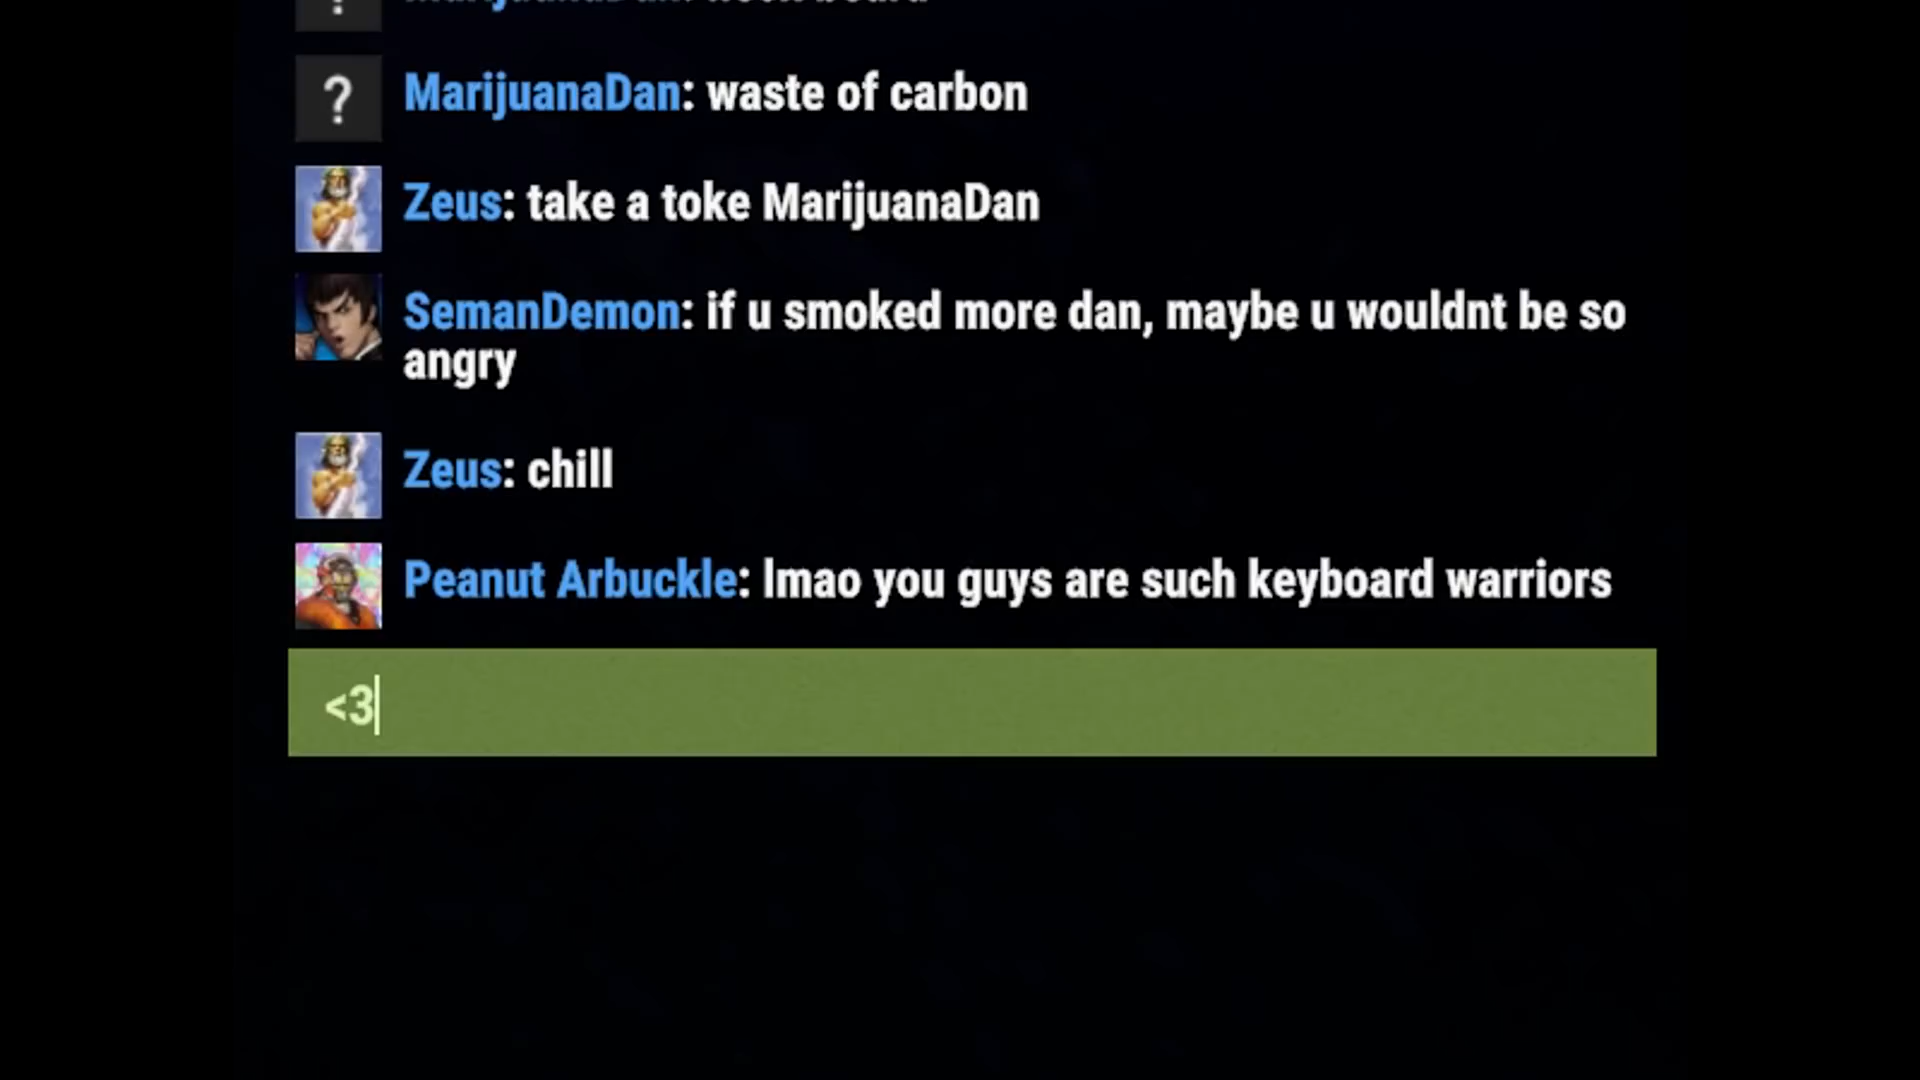 ?
MarijuanaDan: waste of carbon
Zeus: take a toke MarijuanaDan
SemanDemon: if u smoked more dan, maybe u wouldnt be so
angry
Zeus: chill
Peanut Arbuckle: lmao you guys are such keyboard warriors
<3